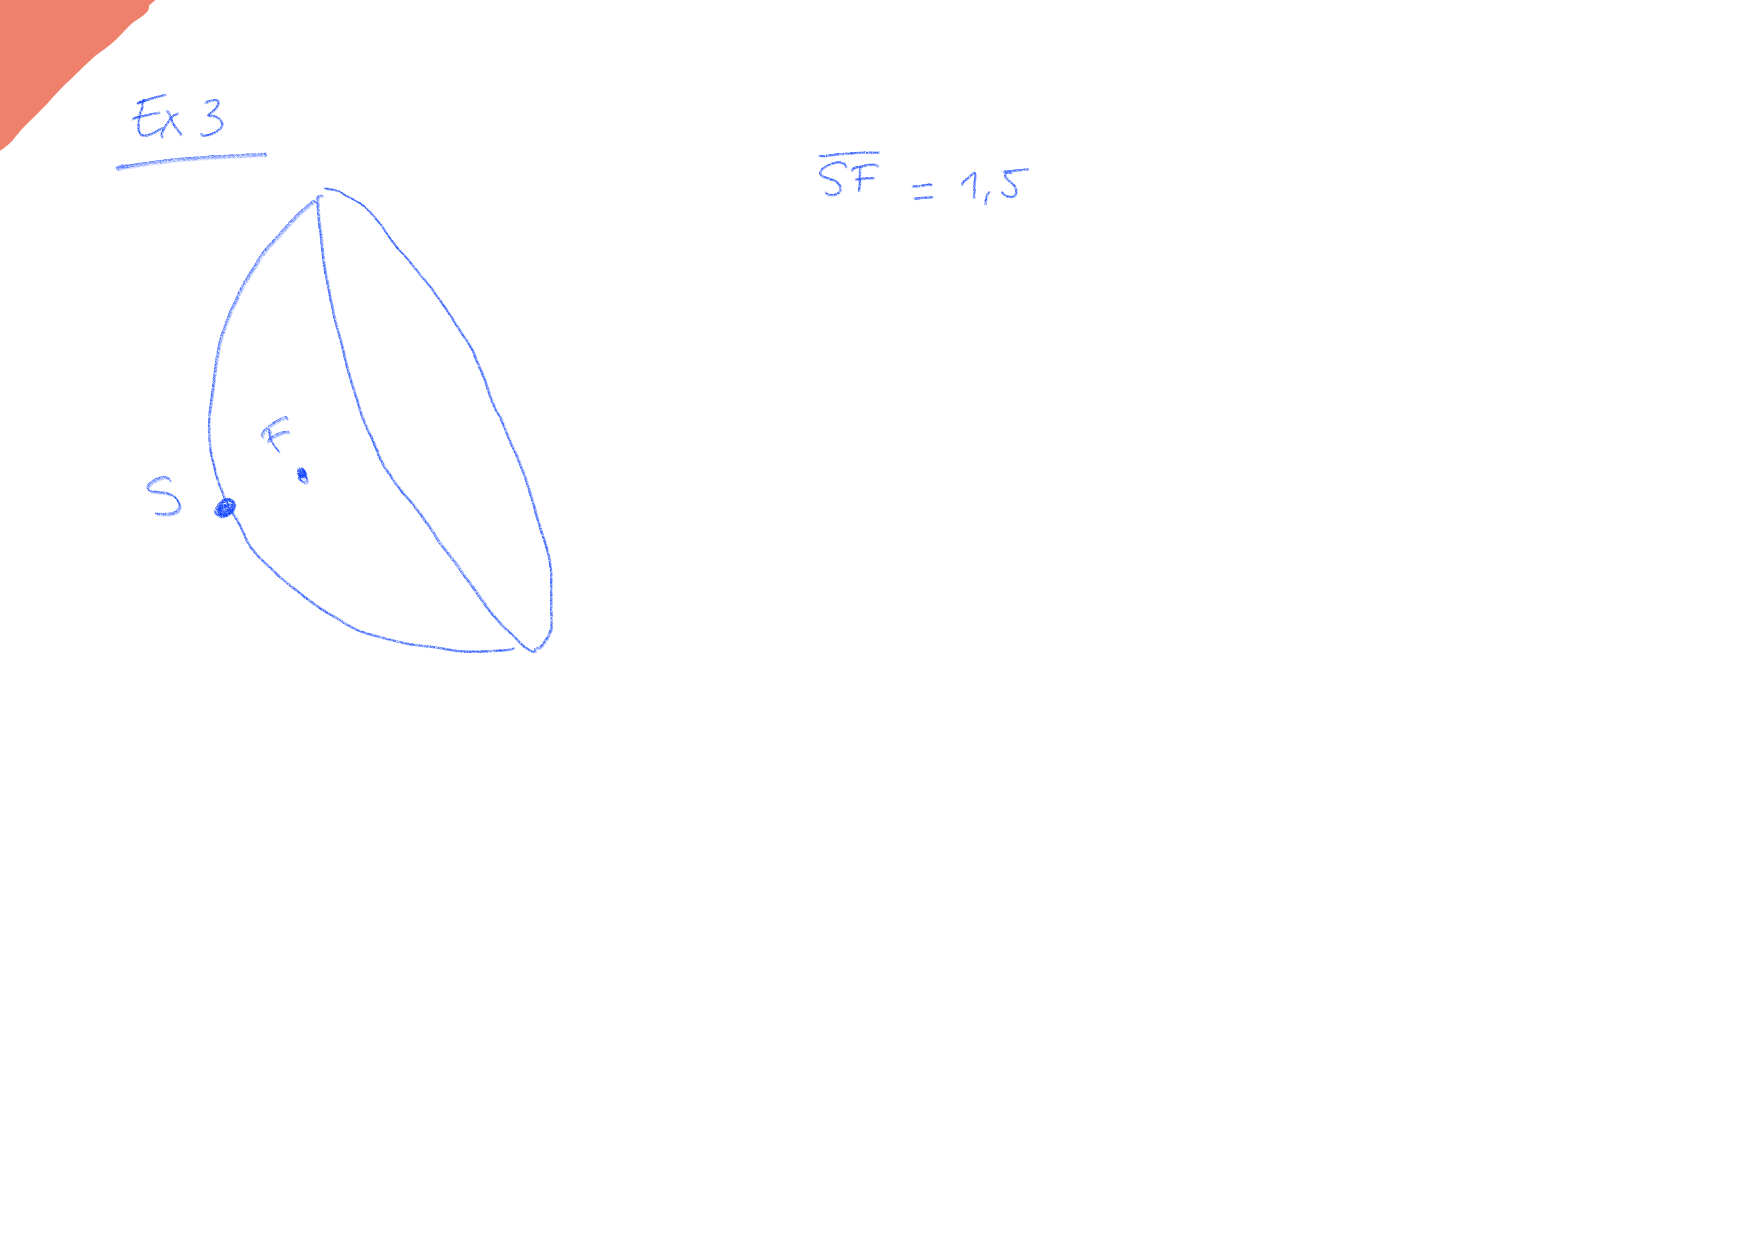 Ex 3
SF = 1,5
F
S